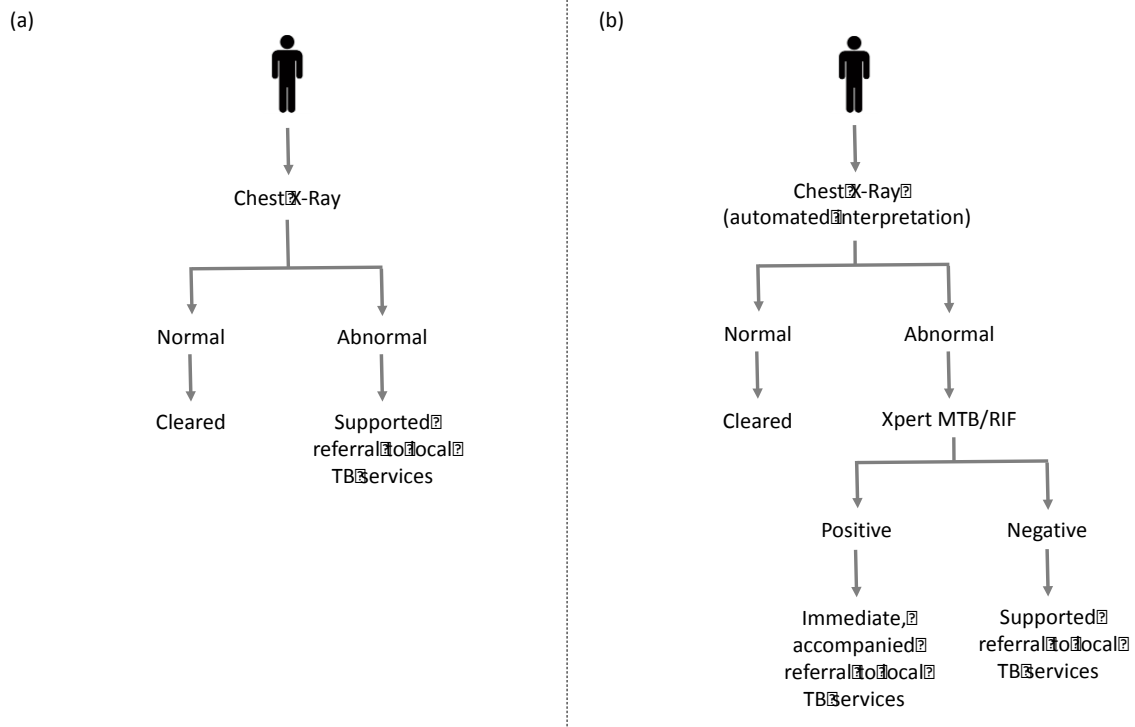 (a)
Chest X-Ray
Normal
Abnormal
Cleared
Supported
referral to local
TB services
(b)
Chest X-Ray
(automated interpretation)
Normal
Abnormal
Cleared
Xpert MTB/RIF
Positive
Negative
Immediate,
accompanied
referral to local
TB services
Supported
referral to local
TB services